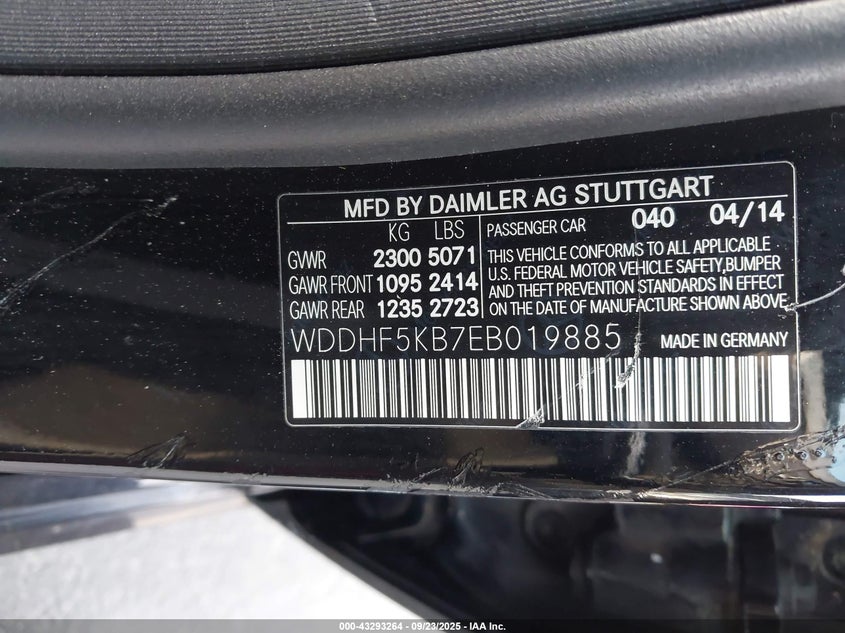 MFD BY DAIMLER AG STUTTGART
KG LBS
GVWR 2300 5071
GAWR FRONT 1095 2414
GAWR REAR 1235 2723
PASSENGER CAR 040 04/14
THIS VEHICLE CONFORMS TO ALL APPLICABLE
U.S. FEDERAL MOTOR VEHICLE SAFETY,BUMPER
AND THEFT PREVENTION STANDARDS IN EFFECT
ON THE DATE OF MANUFACTURE SHOWN ABOVE
WDDHF5KB7EB019885 MADE IN GERMANY
000-43293264 - 09/23/2025 - IAA Inc.